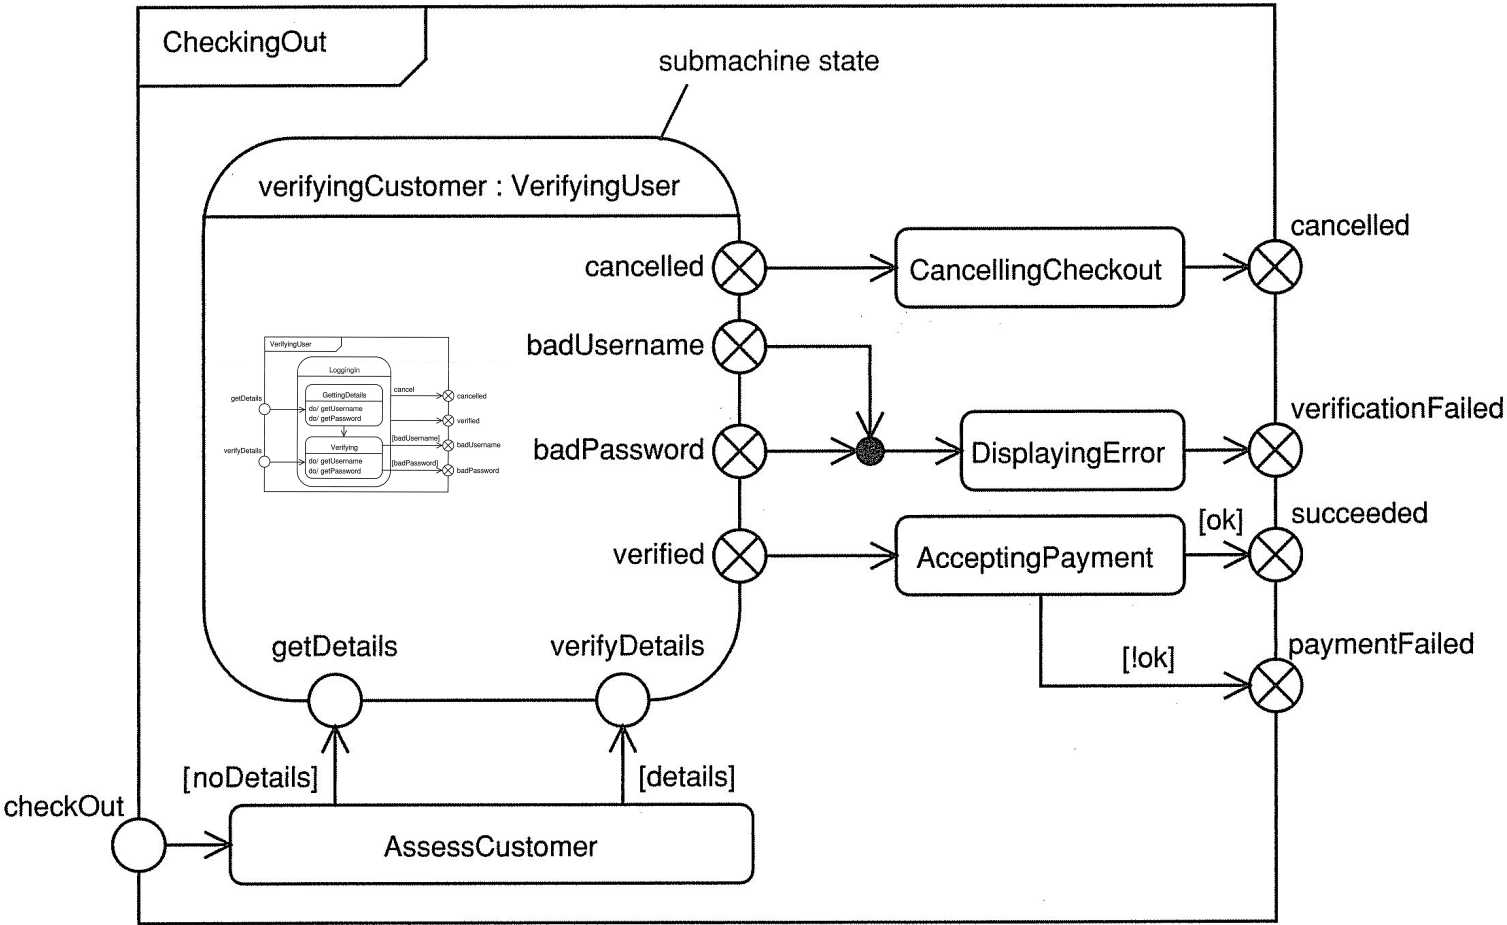 CheckingOut
submachine state
verifyingCustomer : VerifyingUser
cancelled
CancellingCheckout
cancelled
badUsername
badPassword
DisplayingError
verificationFailed
verified
AcceptingPayment
[ok]
succeeded
[!ok]
paymentFailed
VerifyingUser
LoggingIn
getDetails
GettingDetails
do/ getUsername
do/ getPassword
cancel
cancelled
verified
verifyDetails
Verifying
do/ getUsername
do/ getPassword
[badUsername]
badUsername
[badPassword]
badPassword
getDetails
verifyDetails
[noDetails]
[details]
checkOut
AssessCustomer